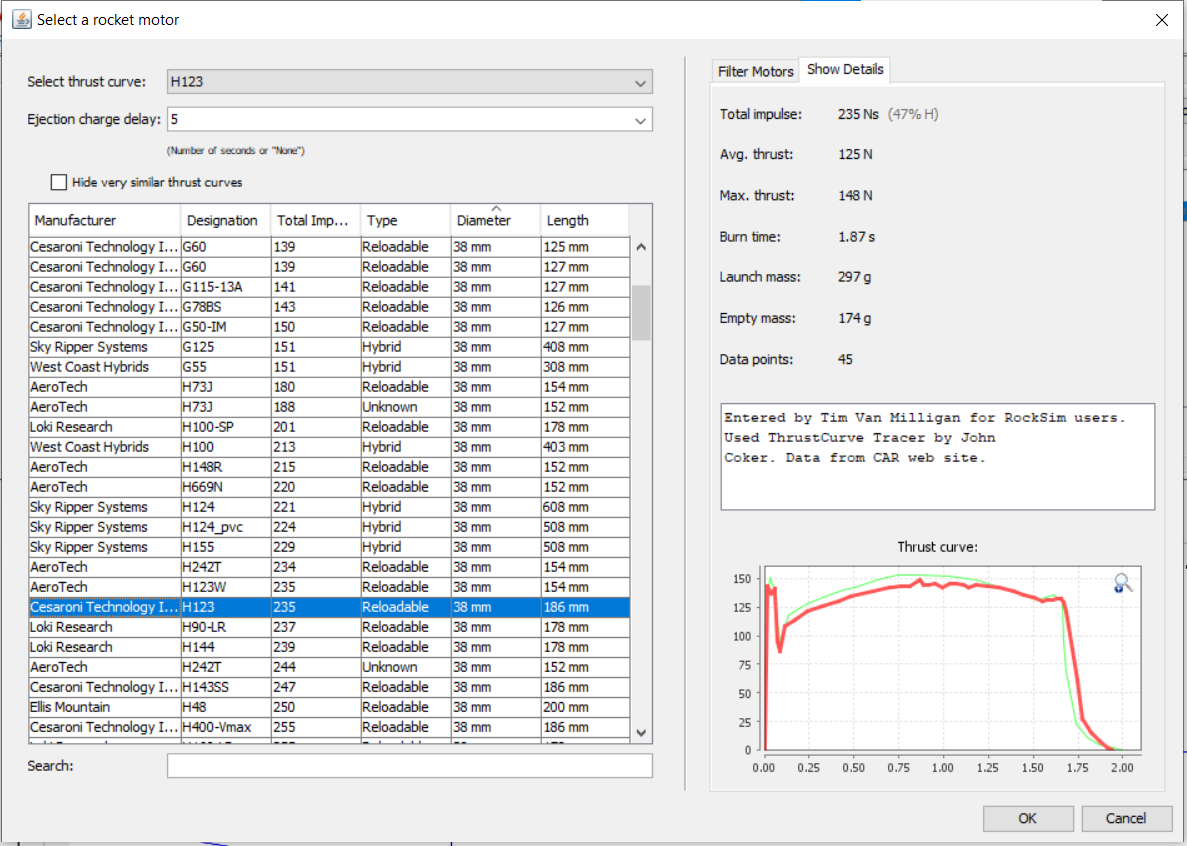 Select a rocket motor
Select thrust curve: H123
Ejection charge delay: 5
(Number of seconds or "None")
Hide very similar thrust curves
Manufacturer Designation Total Imp... Type Diameter Length
Cesaroni Technology I... G60 139 Reloadable 38 mm 125 mm
Cesaroni Technology I... G60 139 Reloadable 38 mm 127 mm
Cesaroni Technology I... G115-13A 141 Reloadable 38 mm 127 mm
Cesaroni Technology I... G78BS 143 Reloadable 38 mm 126 mm
Cesaroni Technology I... G50-IM 150 Reloadable 38 mm 127 mm
Sky Ripper Systems G125 151 Hybrid 38 mm 408 mm
West Coast Hybrids G55 151 Hybrid 38 mm 308 mm
AeroTech H73J 180 Reloadable 38 mm 154 mm
AeroTech H73J 188 Unknown 38 mm 152 mm
Loki Research H100-SP 201 Reloadable 38 mm 178 mm
West Coast Hybrids H100 213 Hybrid 38 mm 403 mm
AeroTech H148R 215 Reloadable 38 mm 152 mm
AeroTech H669N 220 Reloadable 38 mm 152 mm
Sky Ripper Systems H124 221 Hybrid 38 mm 608 mm
Sky Ripper Systems H124_pvc 224 Hybrid 38 mm 508 mm
Sky Ripper Systems H155 229 Hybrid 38 mm 508 mm
AeroTech H242T 234 Reloadable 38 mm 154 mm
AeroTech H123W 235 Reloadable 38 mm 154 mm
Cesaroni Technology I... H123 235 Reloadable 38 mm 186 mm
Loki Research H90-LR 237 Reloadable 38 mm 178 mm
Loki Research H144 239 Reloadable 38 mm 178 mm
AeroTech H242T 244 Unknown 38 mm 152 mm
Cesaroni Technology I... H143SS 247 Reloadable 38 mm 186 mm
Ellis Mountain H48 250 Reloadable 38 mm 200 mm
Cesaroni Technology I... H400-Vmax 255 Reloadable 38 mm 186 mm
Search:
Filter Motors Show Details
Total impulse: 235 Ns (47% H)
Avg. thrust: 125 N
Max. thrust: 148 N
Burn time: 1.87 s
Launch mass: 297 g
Empty mass: 174 g
Data points: 45
Entered by Tim Van Milligan for RockSim users.
Used ThrustCurve Tracer by John
Coker. Data from CAR web site.
Thrust curve:
150
125
100
75
50
25
0
0.00 0.25 0.50 0.75 1.00 1.25 1.50 1.75 2.00
OK Cancel